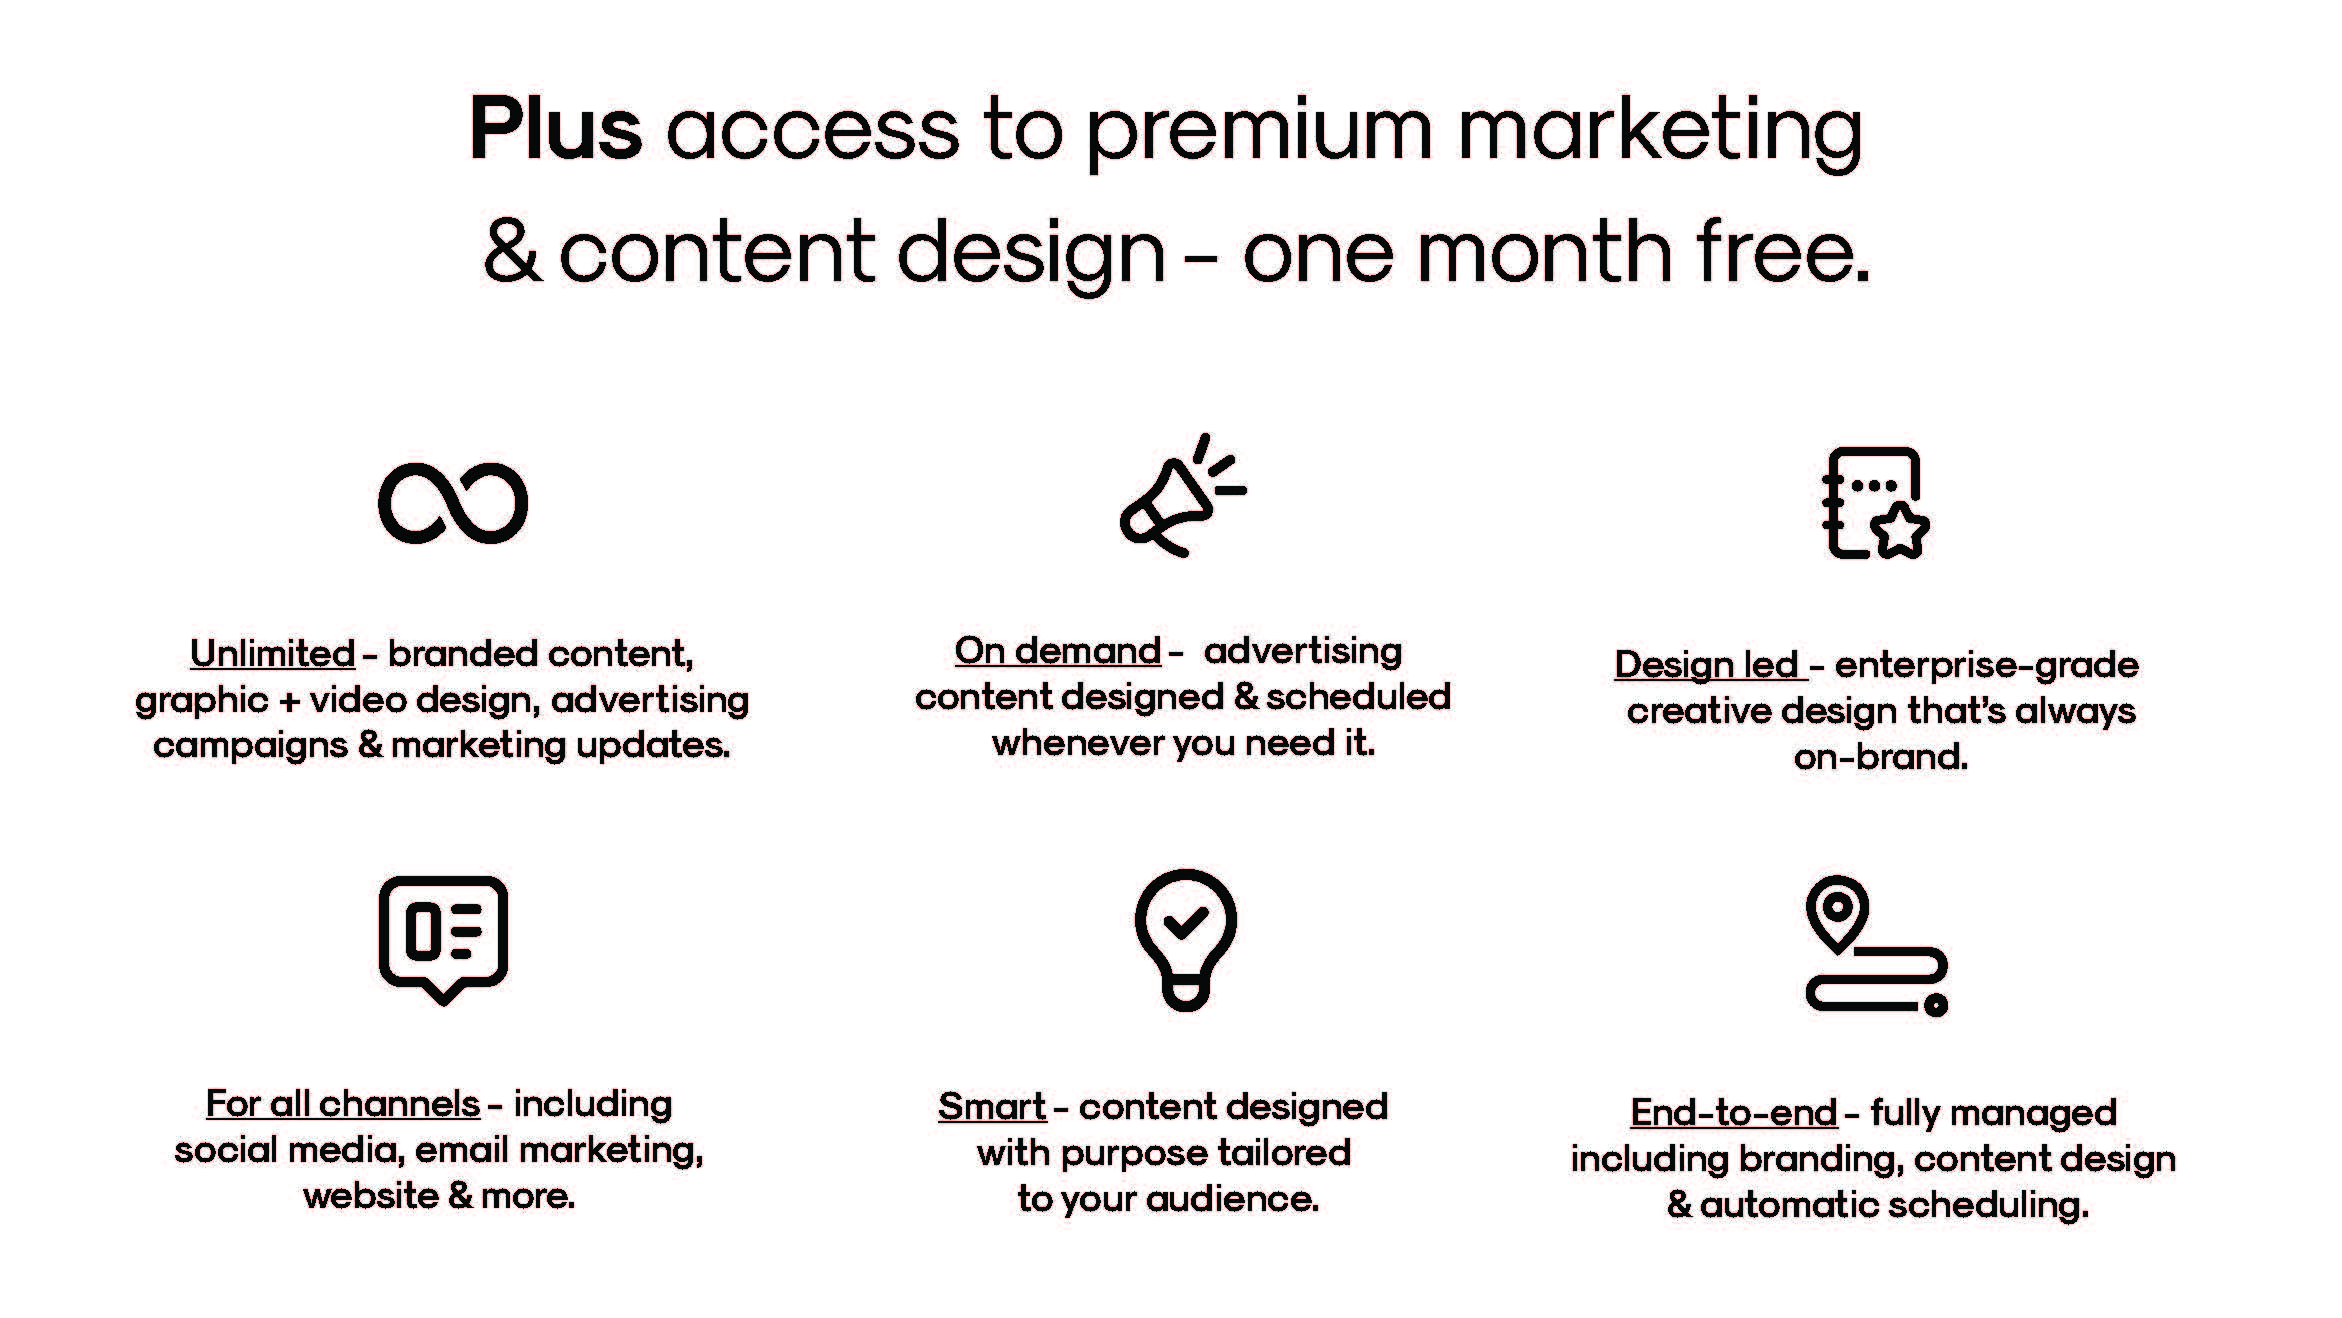 Plus access to premium marketing
& content design - one month free.
Unlimited - branded content,
graphic + video design, advertising
campaigns & marketing updates.
On demand -  advertising
content designed & scheduled
whenever you need it.
Design led - enterprise-grade
creative design that’s always
on-brand.
For all channels - including
social media, email marketing,
website & more.
Smart - content designed
with purpose tailored
to your audience.
End-to-end - fully managed
including branding, content design
& automatic scheduling.